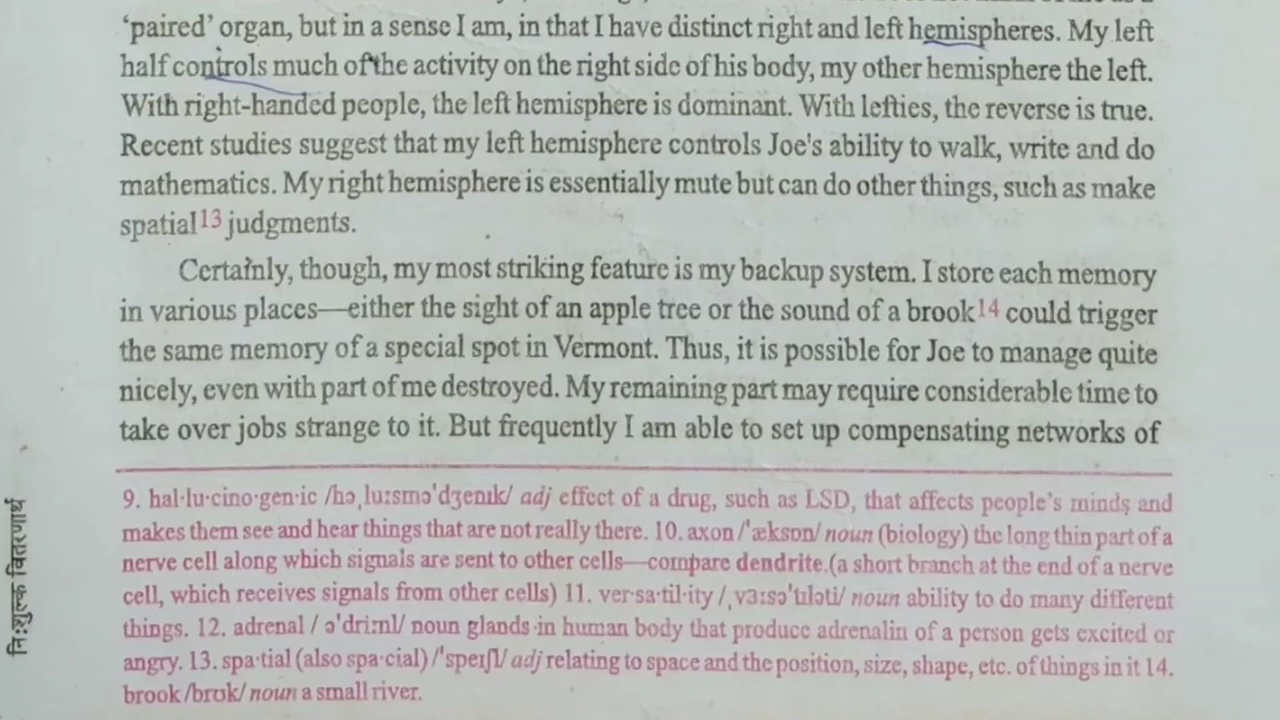 'paired' organ, but in a sense I am, in that I have distinct right and left hemispheres. My left
half controls much of the activity on the right side of his body, my other hemisphere the left.
With right-handed people, the left hemisphere is dominant. With lefties, the reverse is true.
Recent studies suggest that my left hemisphere controls Joe's ability to walk, write and do
mathematics. My right hemisphere is essentially mute but can do other things, such as make
spatial13 judgments.
Certainly, though, my most striking feature is my backup system. I store each memory
in various places—either the sight of an apple tree or the sound of a brook14 could trigger
the same memory of a special spot in Vermont. Thus, it is possible for Joe to manage quite
nicely, even with part of me destroyed. My remaining part may require considerable time to
take over jobs strange to it. But frequently I am able to set up compensating networks of
9. hal·lu·cino·gen·ic /həˌluːsməˈdʒenɪk/ adj effect of a drug, such as LSD, that affects people's minds and
makes them see and hear things that are not really there. 10. axon /ˈæksɒn/ noun (biology) the long thin part of a
nerve cell along which signals are sent to other cells—compare dendrite.(a short branch at the end of a nerve
cell, which receives signals from other cells) 11. ver·sa·til·ity /ˌvɜːsəˈtɪləti/ noun ability to do many different
things. 12. adrenal / əˈdriːnl/ noun glands in human body that produce adrenalin of a person gets excited or
angry. 13. spa·tial (also spa·cial) /ˈspeɪʃl/ adj relating to space and the position, size, shape, etc. of things in it 14.
brook /brʊk/ noun a small river.
नि:शुल्क वितरणार्थ